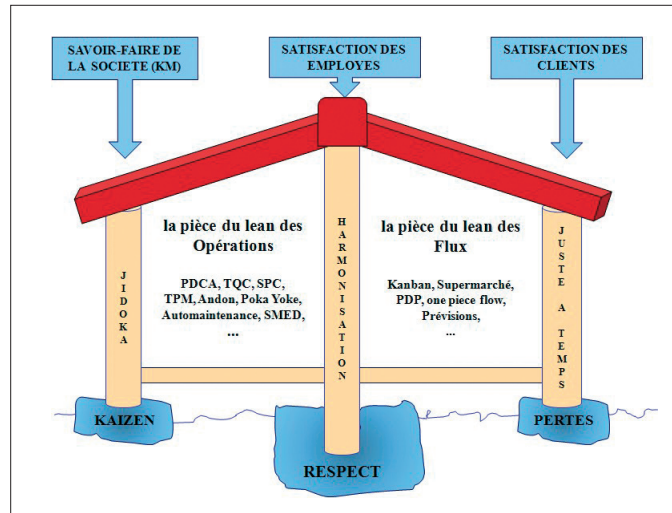 SAVOIR-FAIRE DE
LA SOCIETE (KM)
SATISFACTION DES
EMPLOYES
SATISFACTION DES
CLIENTS
la pièce du lean des
Opérations
PDCA, TQC, SPC,
TPM, Andon, Poka Yoke,
Automaintenance, SMED,
...
la pièce du lean des
Flux
Kanban, Supermarché,
PDP, one piece flow,
Prévisions,
...
JIDOKA
HARMONISATION
JUSTE A TEMPS
KAIZEN
RESPECT
PERTES